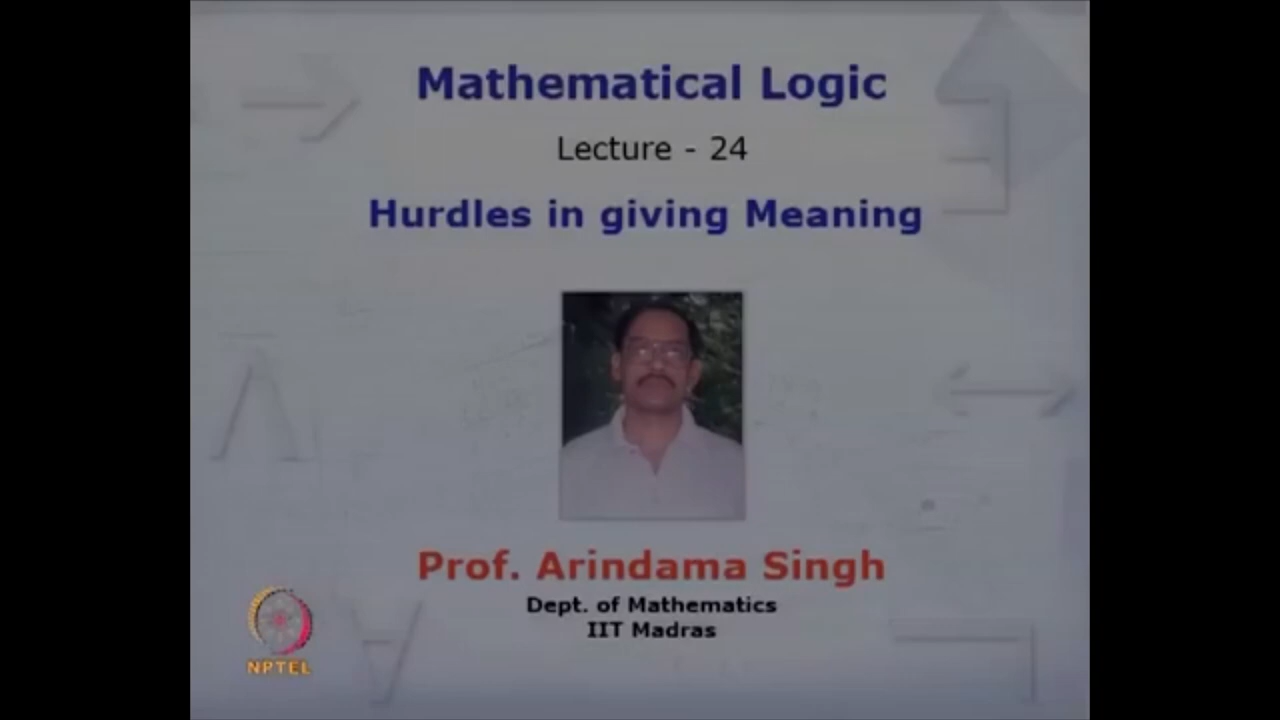 Mathematical Logic
Lecture - 24
Hurdles in giving Meaning
Prof. Arindama Singh
Dept. of Mathematics
IIT Madras
NPTEL